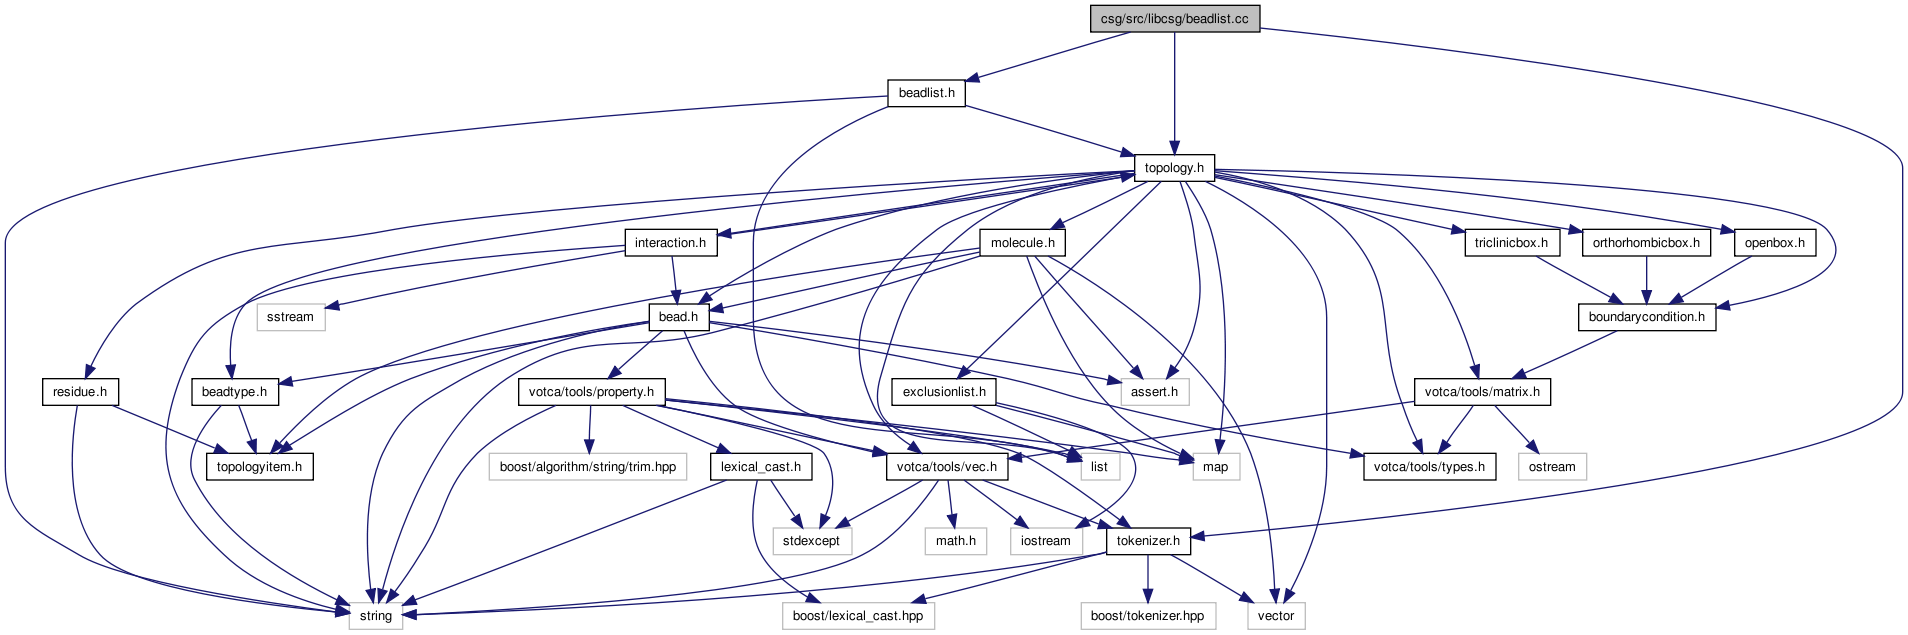 csg/src/libcsg/beadlist.cc
beadlist.h
topology.h
interaction.h
molecule.h
triclinicbox.h
orthorhombicbox.h
openbox.h
sstream
bead.h
boundarycondition.h
residue.h
beadtype.h
votca/tools/property.h
exclusionlist.h
assert.h
votca/tools/matrix.h
topologyitem.h
boost/algorithm/string/trim.hpp
lexical_cast.h
votca/tools/vec.h
list
map
votca/tools/types.h
ostream
stdexcept
math.h
iostream
tokenizer.h
string
boost/lexical_cast.hpp
boost/tokenizer.hpp
vector